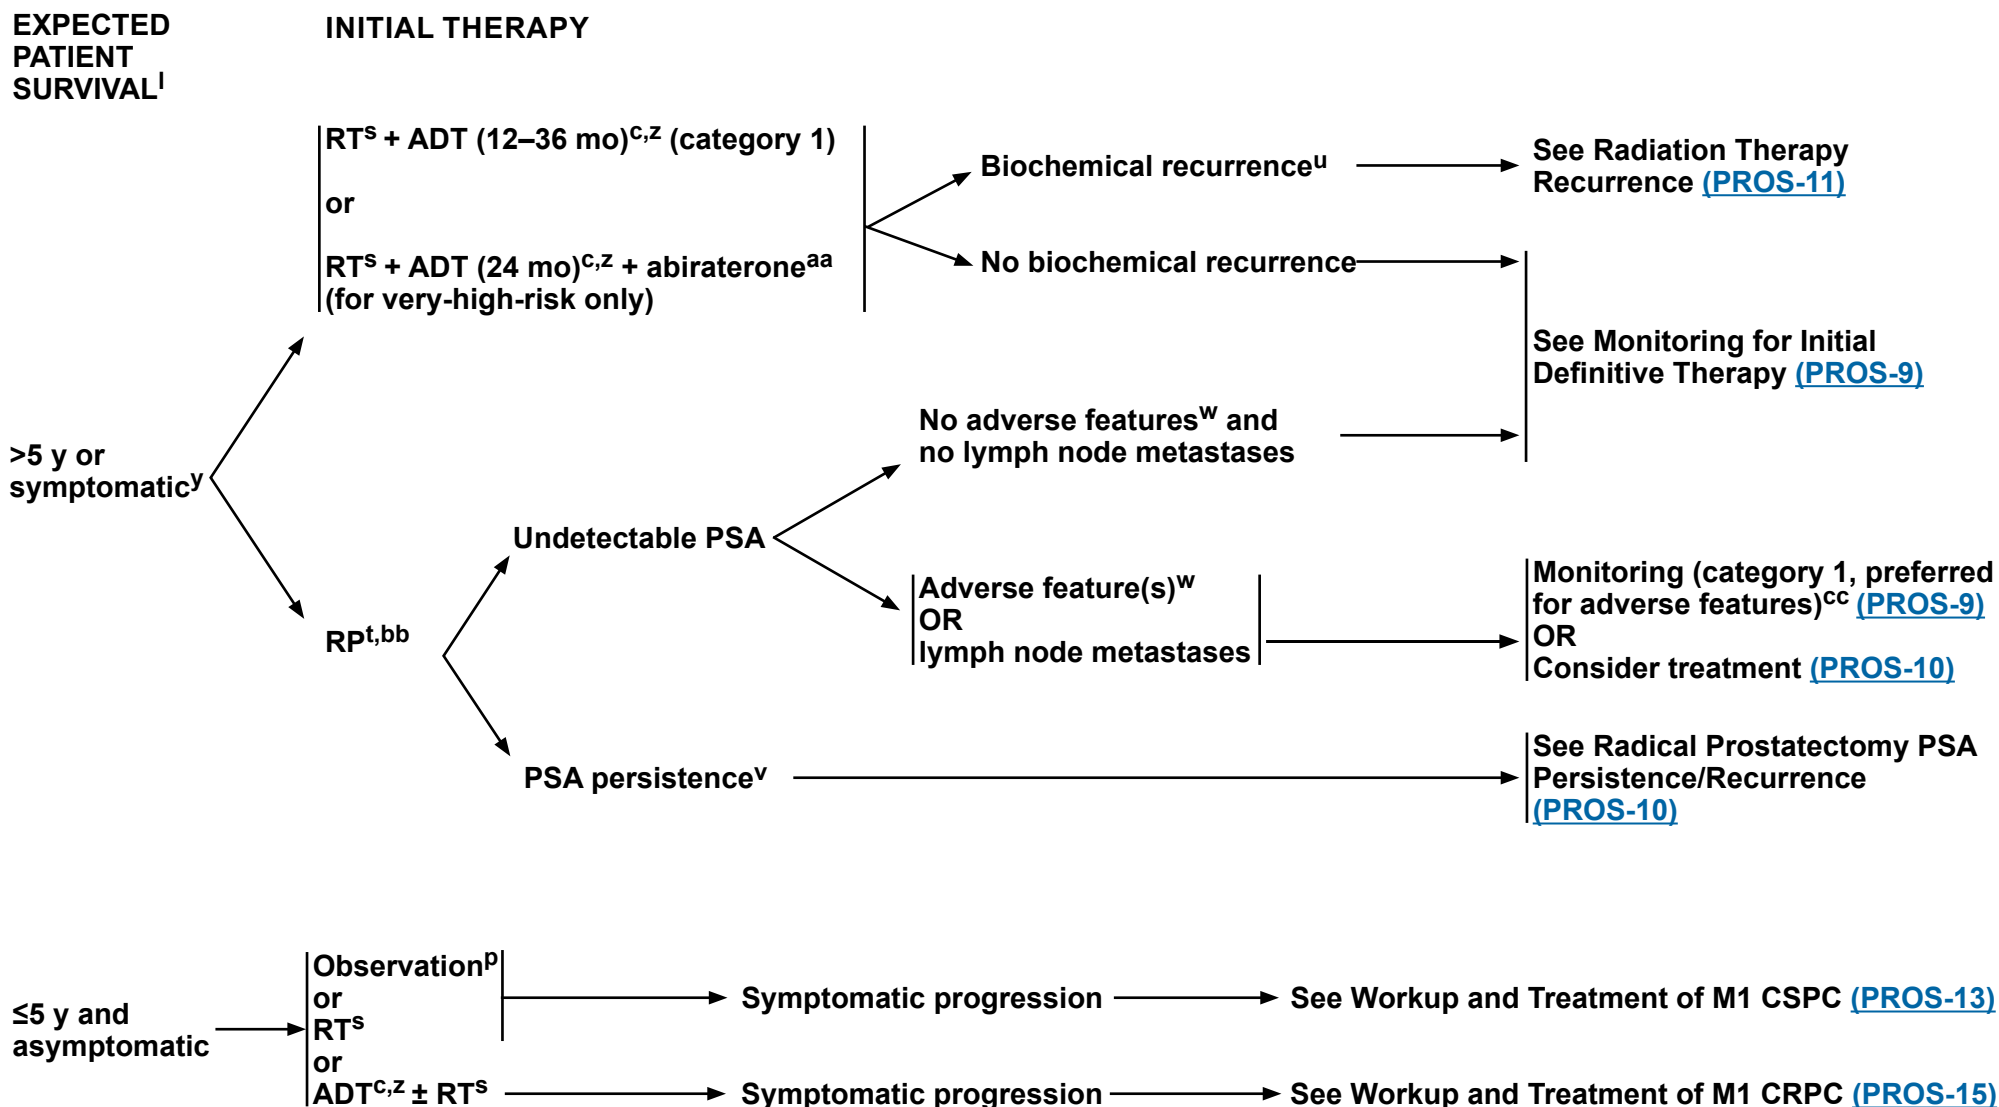 EXPECTED
PATIENT
SURVIVALˡ
INITIAL THERAPY
RTˢ + ADT (12–36 mo)ᶜ,ᶻ (category 1)
or
RTˢ + ADT (24 mo)ᶜ,ᶻ + abirateroneᵃᵃ
(for very-high-risk only)
Biochemical recurrenceᵘ
See Radiation Therapy
Recurrence (PROS-11)
No biochemical recurrence
See Monitoring for Initial
Definitive Therapy (PROS-9)
>5 y or
symptomaticʸ
No adverse featuresʷ and
no lymph node metastases
Undetectable PSA
Adverse feature(s)ʷ
OR
lymph node metastases
Monitoring (category 1, preferred
for adverse features)ᶜᶜ (PROS-9)
OR
Consider treatment (PROS-10)
RPᵗ,ᵇᵇ
PSA persistenceᵛ
See Radical Prostatectomy PSA
Persistence/Recurrence
(PROS-10)
≤5 y and
asymptomatic
Observationᵖ
or
RTˢ
or
ADTᶜ,ᶻ ± RTˢ
Symptomatic progression
See Workup and Treatment of M1 CSPC (PROS-13)
Symptomatic progression
See Workup and Treatment of M1 CRPC (PROS-15)